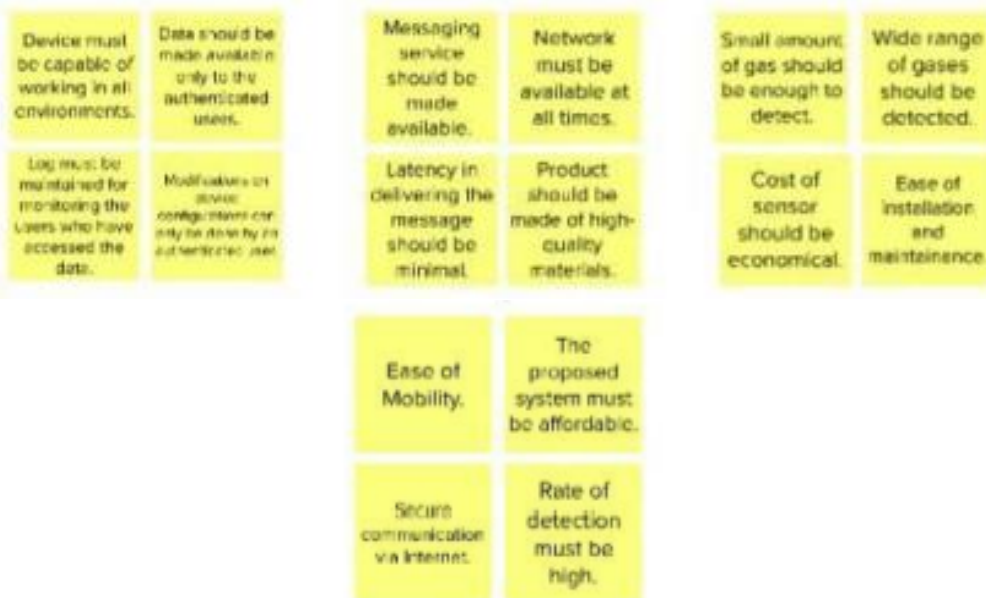 Device must
be capable of
working in all
environments.
Data should be
made available
only to the
authenticated
users.
Log must be
maintained for
monitoring the
users who have
accessed the
data.
Modifications on
device
configurations can
only be done by an
authenticated user.
Messaging
service
should be
made
available.
Network
must be
available at
all times.
Latency in
delivering the
message
should be
minimal.
Product
should be
made of high-
quality
materials.
Small amount
of gas should
be enough to
detect.
Wide range
of gases
should be
detected.
Cost of
sensor
should be
economical.
Ease of
installation
and
maintainence
Ease of
Mobility.
The
proposed
system must
be affordable.
Secure
communication
via Internet.
Rate of
detection
must be
high.